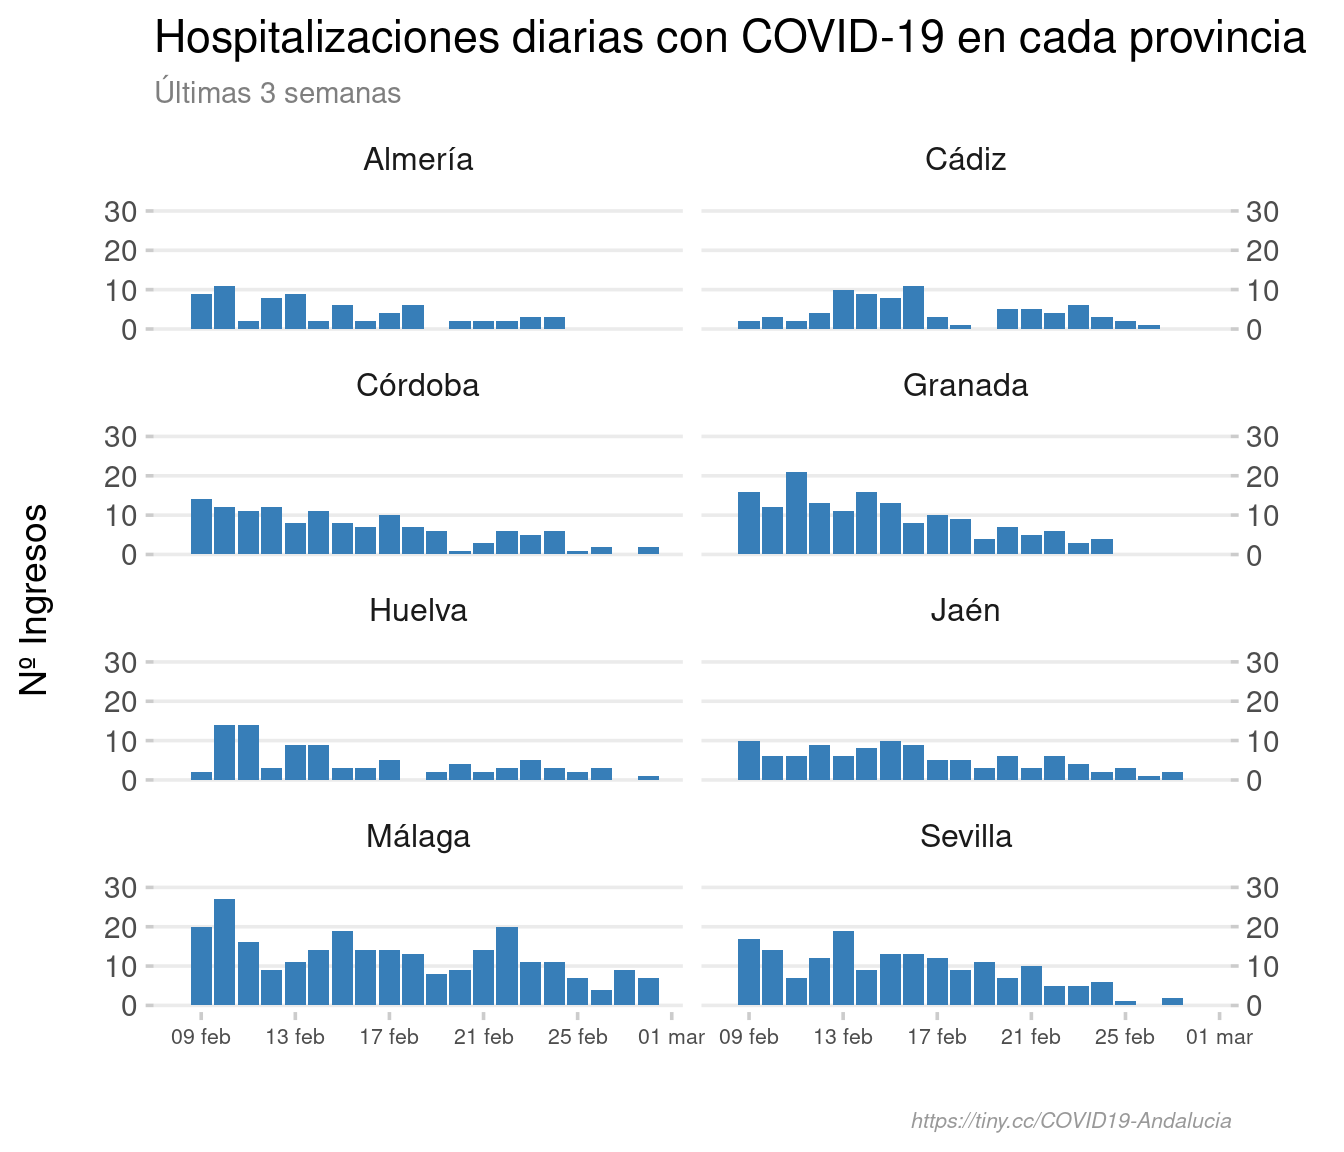 Hospitalizaciones diarias con COVID-19 en cada provincia
Últimas 3 semanas
Nº Ingresos
Almería
Cádiz
30
20
10
0
30
20
10
0
Córdoba
Granada
30
20
10
0
30
20
10
0
Huelva
Jaén
30
20
10
0
30
20
10
0
Málaga
Sevilla
30
20
10
0
30
20
10
0
09 feb 13 feb 17 feb 21 feb 25 feb 01 mar
09 feb 13 feb 17 feb 21 feb 25 feb 01 mar
https://tiny.cc/COVID19-Andalucia